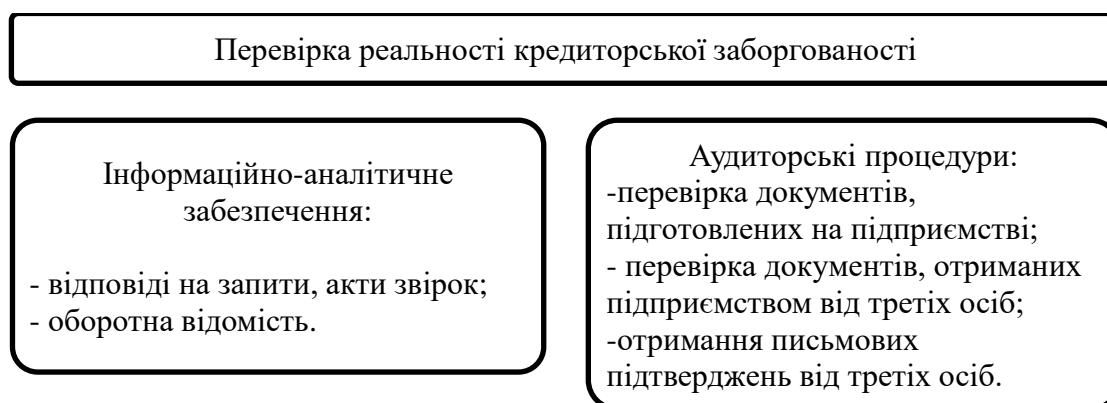 Перевірка реальності кредиторської заборгованості
Інформаційно-аналітичне
забезпечення:
- відповіді на запити, акти звірок;
- оборотна відомість.
Аудиторські процедури:
-перевірка документів,
підготовлених на підприємстві;
- перевірка документів, отриманих
підприємством від третіх осіб;
-отримання письмових
підтверджень від третіх осіб.